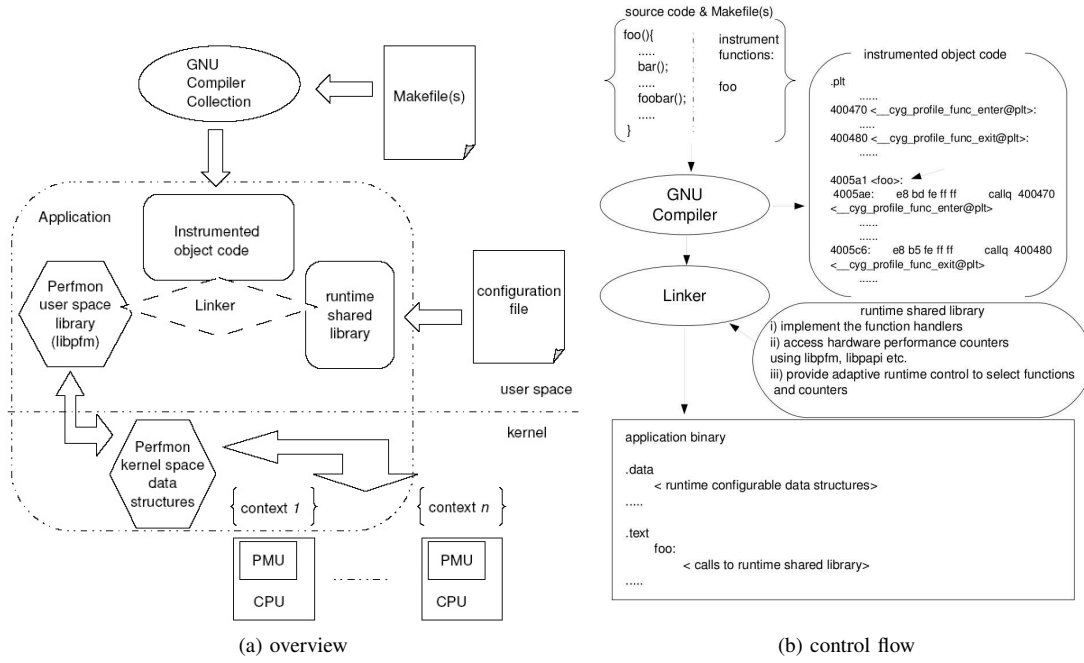 GNU
Compiler
Collection
Makefile(s)
Application
Instrumented
object code
Perfmon
user space
library
(libpfm)
Linker
runtime
shared
library
configuration
file
user space
kernel
Perfmon
kernel space
data
structures
context 1
context n
PMU
CPU
......
PMU
CPU
(a) overview
source code & Makefile(s)
foo(){
.....
bar();
.....
foobar();
.....
}
instrument
functions:
foo
instrumented object code
.plt
......
400470 <__cyg_profile_func_enter@plt>:
.....
400480 <__cyg_profile_func_exit@plt>:
......
4005a1 <foo>:
4005ae: e8 bd fe ff ff callq 400470
<__cyg_profile_func_enter@plt>
......
......
4005c6: e8 b5 fe ff ff callq 400480
<__cyg_profile_func_exit@plt>
......
GNU
Compiler
Linker
runtime shared library
i) implement the function handlers
ii) access hardware performance counters
using libpfm, libpapi etc.
iii) provide adaptive runtime control to select functions
and counters
application binary
.data
< runtime configurable data structures>
.....
.text
foo:
< calls to runtime shared library>
.....
(b) control flow